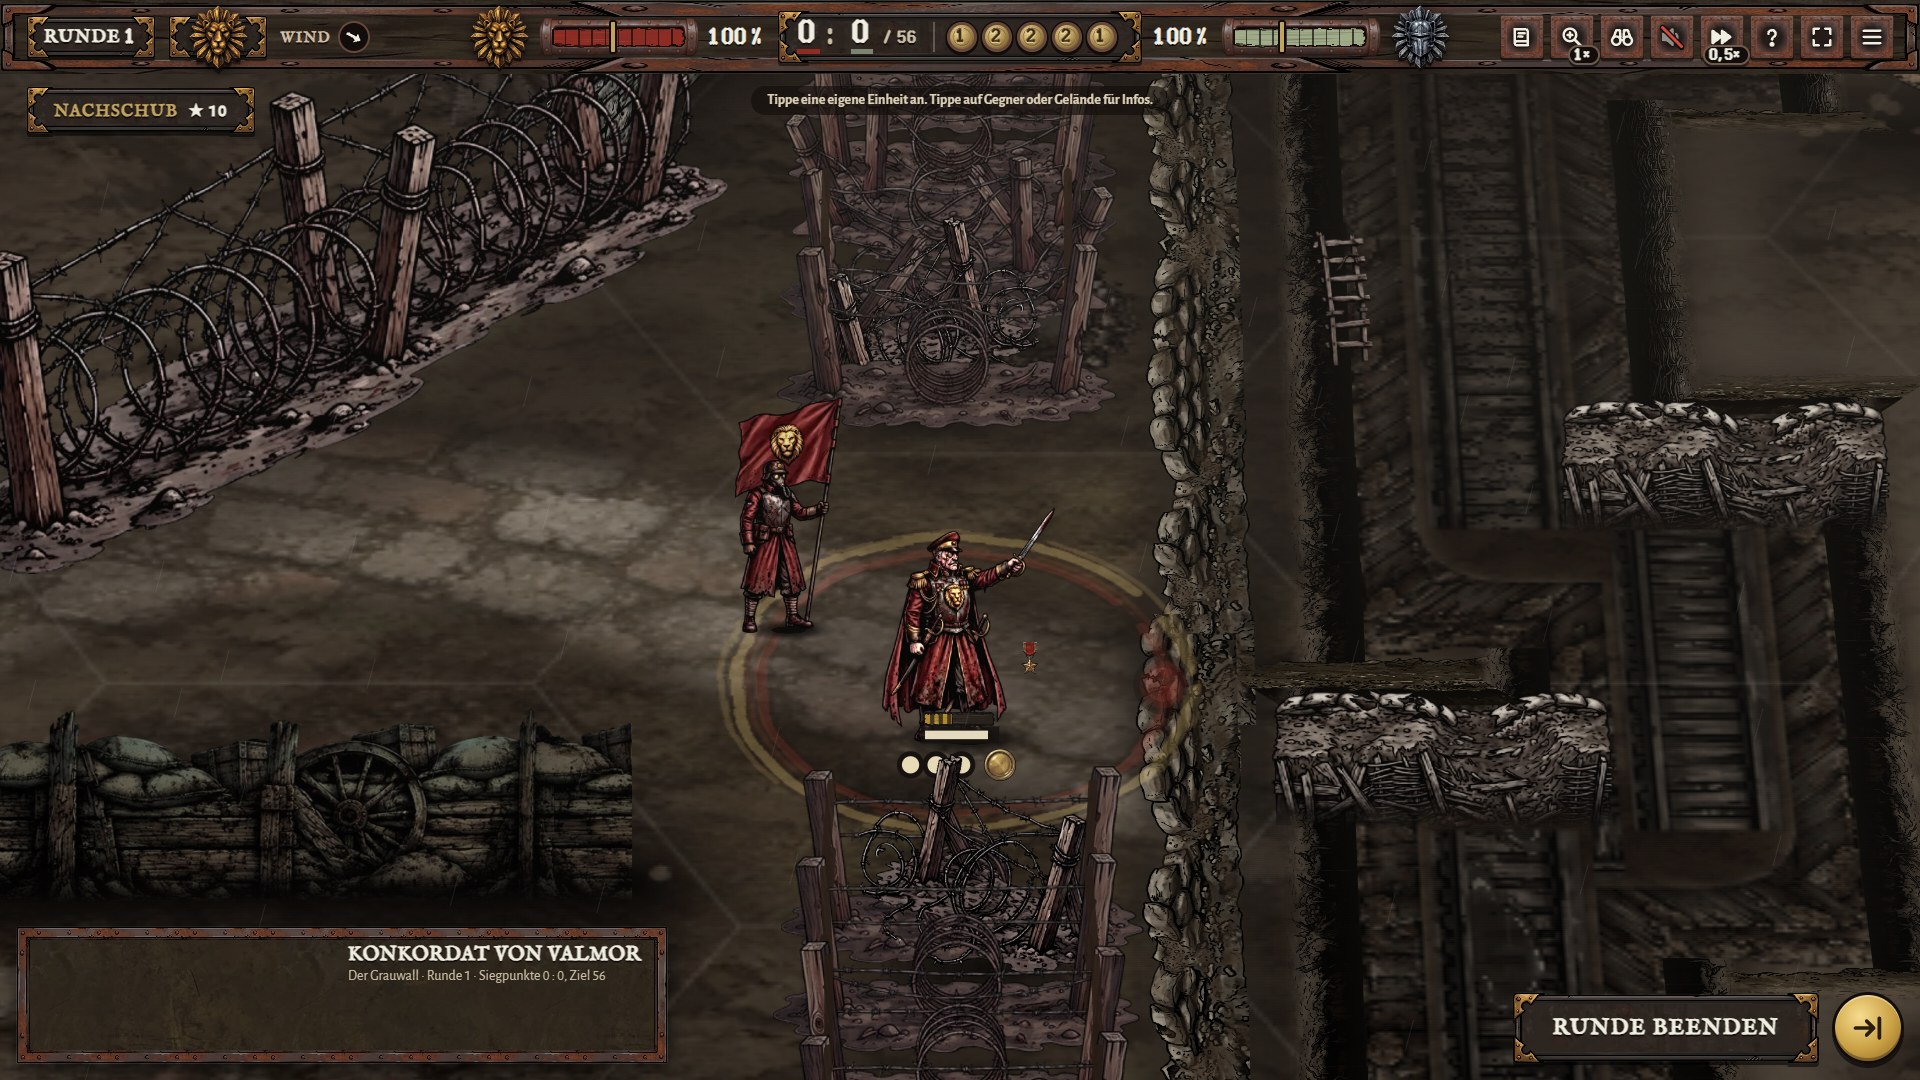 RUNDE 1
WIND
100 %
0 : 0 / 56
1 2 2 2 1
100 %
1×
0,5×
?
NACHSCHUB ★ 10
Tippe eine eigene Einheit an. Tippe auf Gegner oder Gelände für Infos.
KONKORDAT VON VALMOR
Der Grauwall · Runde 1 · Siegpunkte 0 : 0, Ziel 56
RUNDE BEENDEN